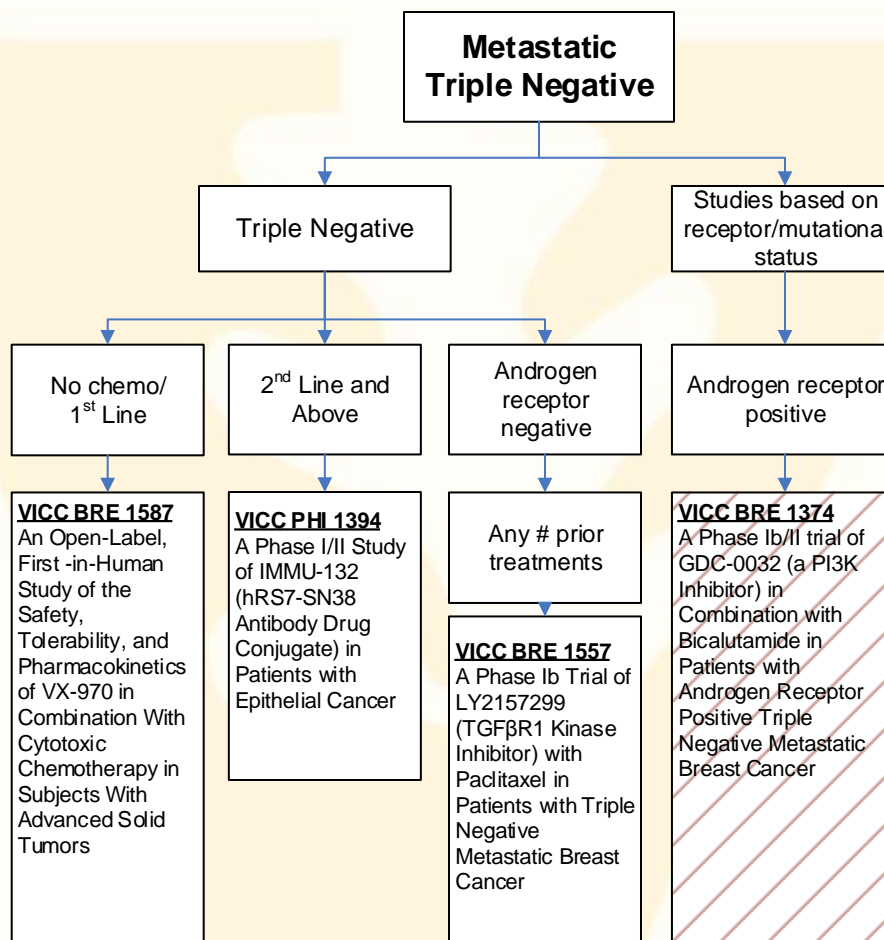 Metastatic
Triple Negative
Triple Negative
Studies based on
receptor/mutationa
status
No chemo/
1st Line
2nd Line and
Above
Androgen
receptor
negative
Androgen receptor
positive
VICC BRE 1587
An Open-Label,
First -in-Human
Study of the
Safety,
Tolerability, and
Pharmacokinetics
of VX-970 in
Combination With
Cytotoxic
Chemotherapy in
Subjects With
Advanced Solid
Tumors
VICC PHI 1394
A Phase I/II Study
of IMMU-132
(hRS7-SN38
Antibody Drug
Conjugate) in
Patients with
Epithelial Cancer
Any # prior
treatments
VICC BRE 1557
A Phase Ib Trial of
LY2157299
(TGFβR1 Kinase
Inhibitor) with
Paclitaxel in
Patients with Triple
Negative
Metastatic Breast
Cancer
VICC BRE 1374
A Phase Ib/II trial of
GDC-0032 (a PI3K
Inhibitor) in
Combination with
Bicalutamide in
Patients with
Androgen Receptor
Positive Triple
Negative Metastatic
Breast Cancer